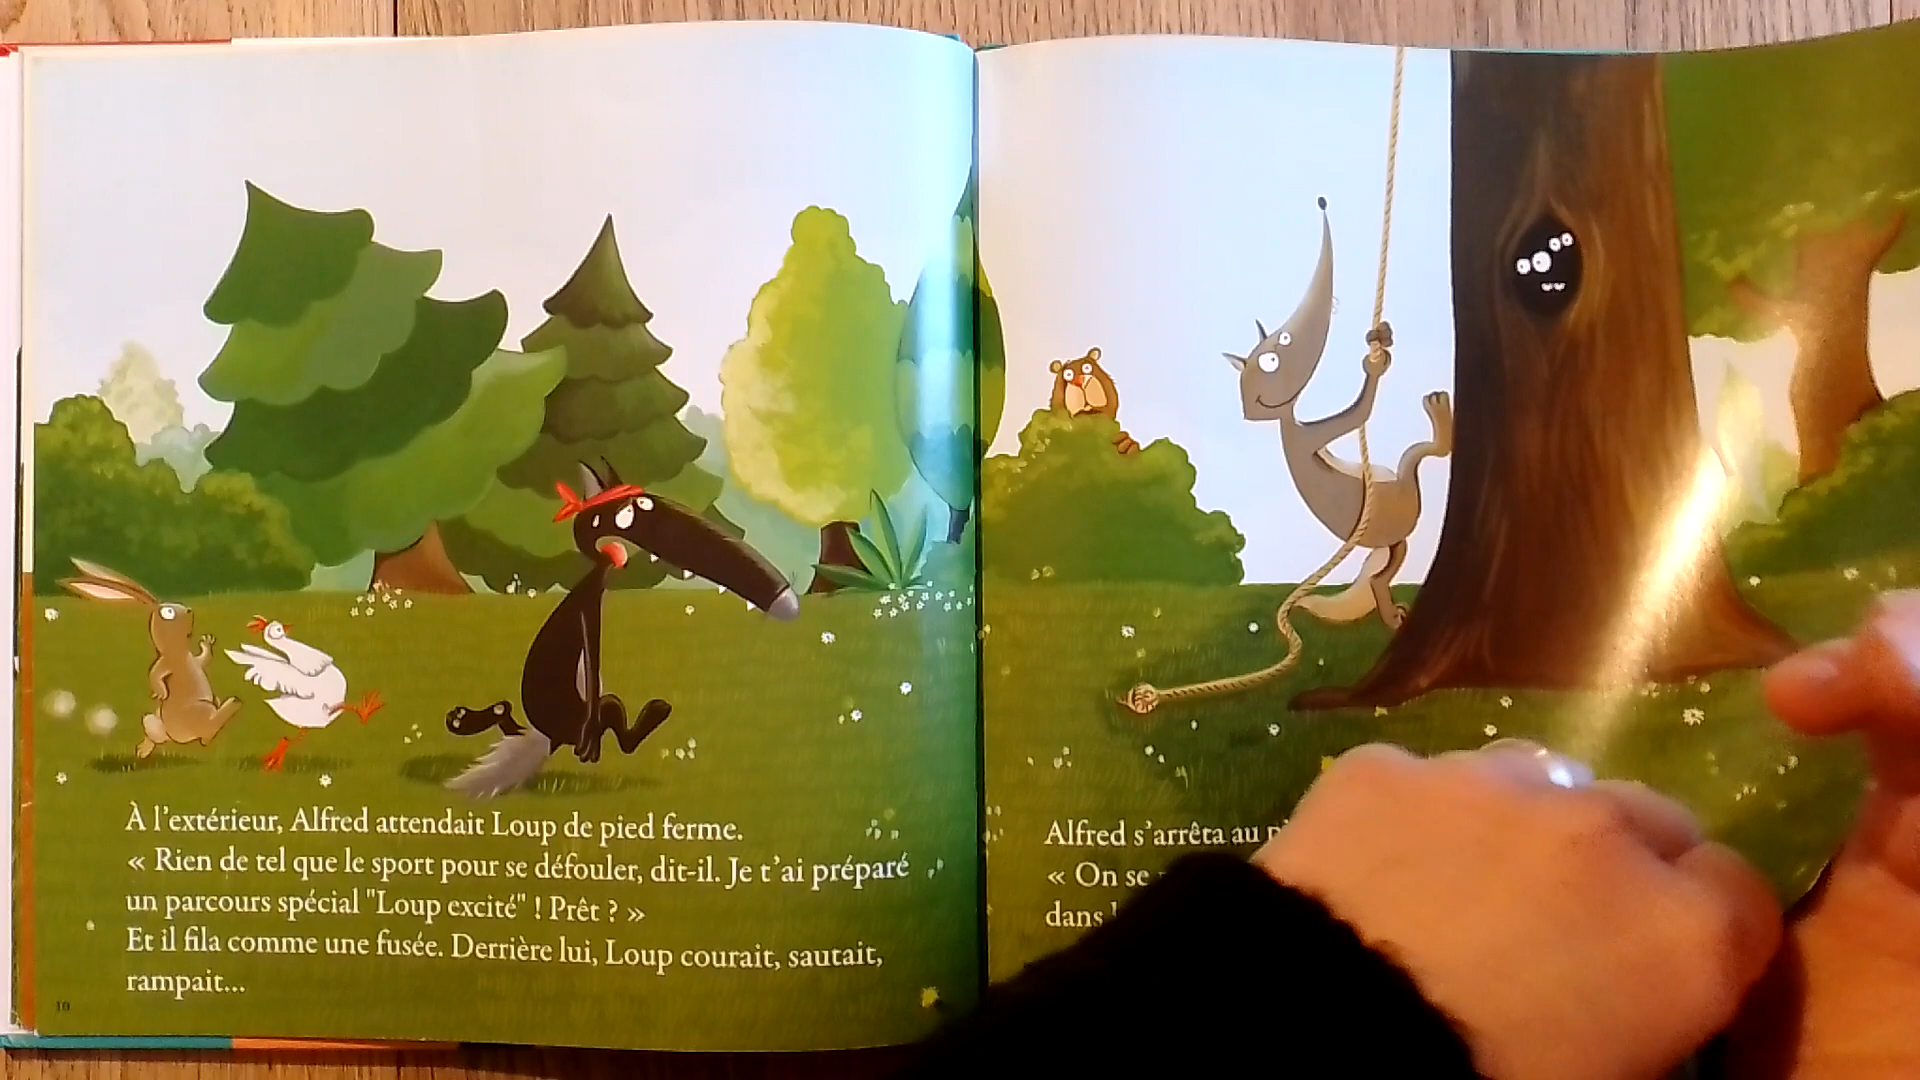 À l'extérieur, Alfred attendait Loup de pied ferme.
« Rien de tel que le sport pour se défouler, dit-il. Je t'ai préparé
un parcours spécial "Loup excité" ! Prêt ? »
Et il fila comme une fusée. Derrière lui, Loup courait, sautait,
rampait...
10
Alfred s'arrêta au
« On se
dans